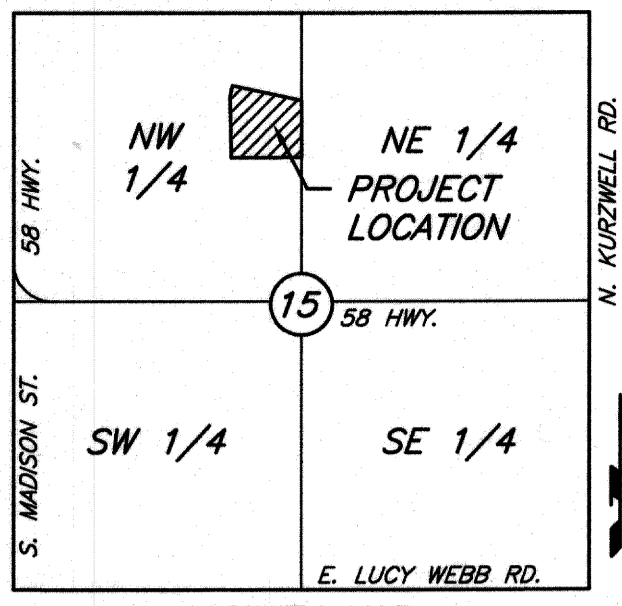 NW
1/4
NE 1/4
PROJECT
LOCATION
58 HWY.
N. KURZWELL RD.
15
58 HWY.
S. MADISON ST.
SW 1/4
SE 1/4
E. LUCY WEBB RD.